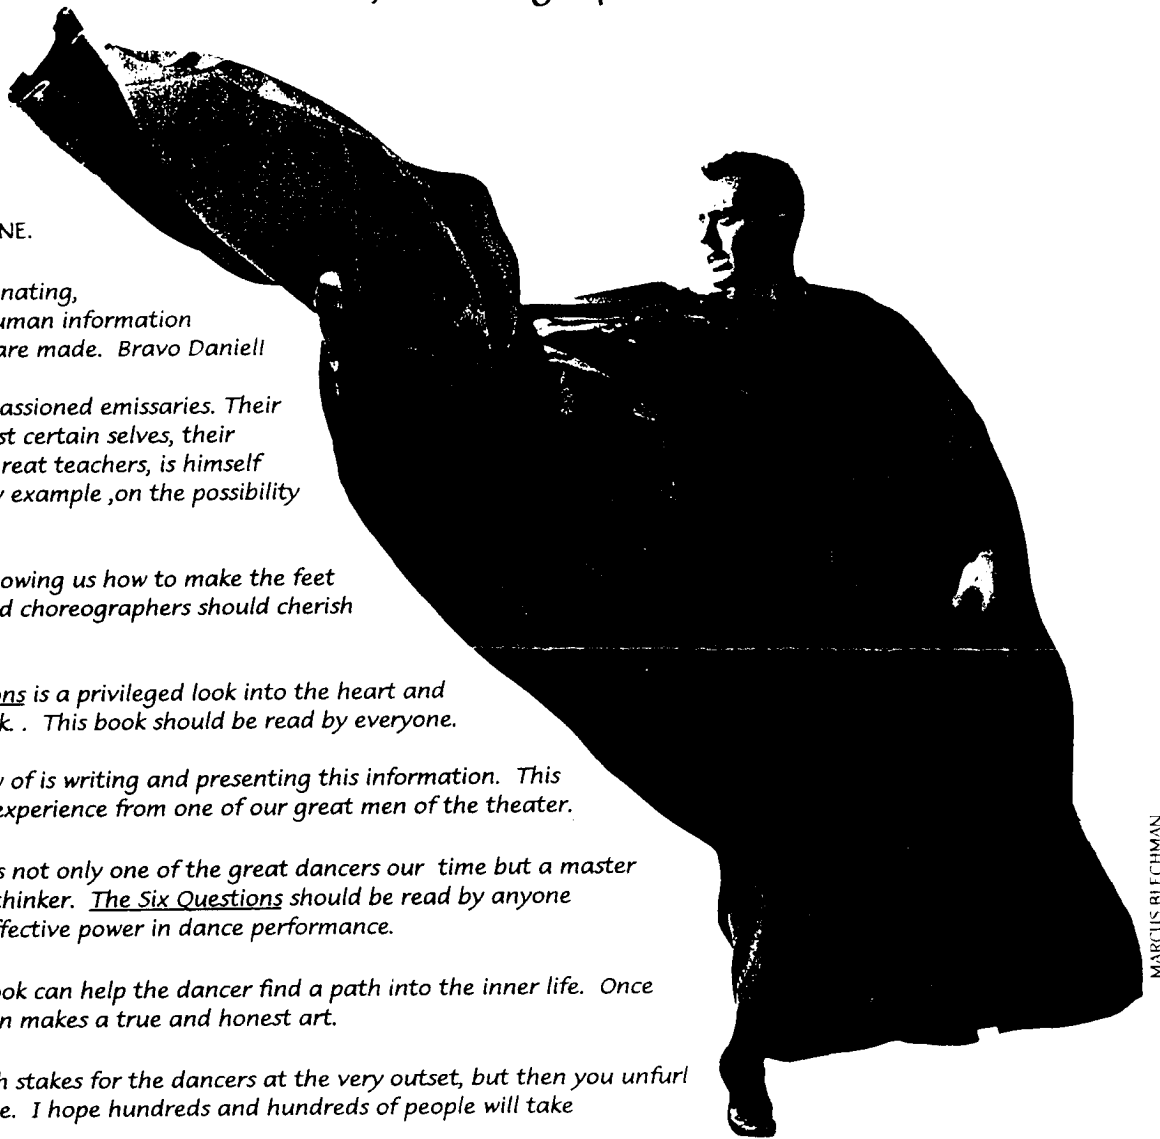 NE.
nating,
uman information
are made. Bravo Daniel!
assioned emissaries. Their
st certain selves, their
reat teachers, is himself
y example ,on the possibility
owing us how to make the feet
d choreographers should cherish
ons is a privileged look into the heart and
k. . This book should be read by everyone.
y of is writing and presenting this information. This
experience from one of our great men of the theater.
s not only one of the great dancers our time but a master
thinker. The Six Questions should be read by anyone
ffective power in dance performance.
ook can help the dancer find a path into the inner life. Once
n makes a true and honest art.
h stakes for the dancers at the very outset, but then you unfurl
e. I hope hundreds and hundreds of people will take
MARCUS BLECHMAN